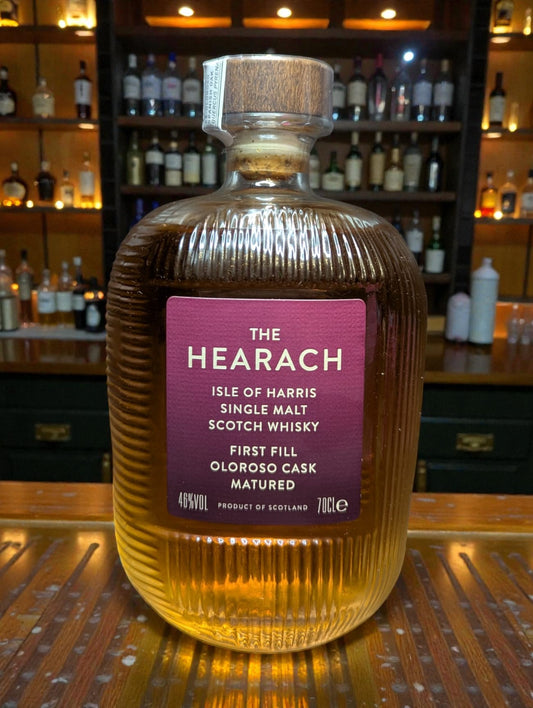 THE
HEARACH
ISLE OF HARRIS
SINGLE MALT
SCOTCH WHISKY
FIRST FILL
OLOROSO CASK
MATURED
46%VOL PRODUCT OF SCOTLAND 70CLe